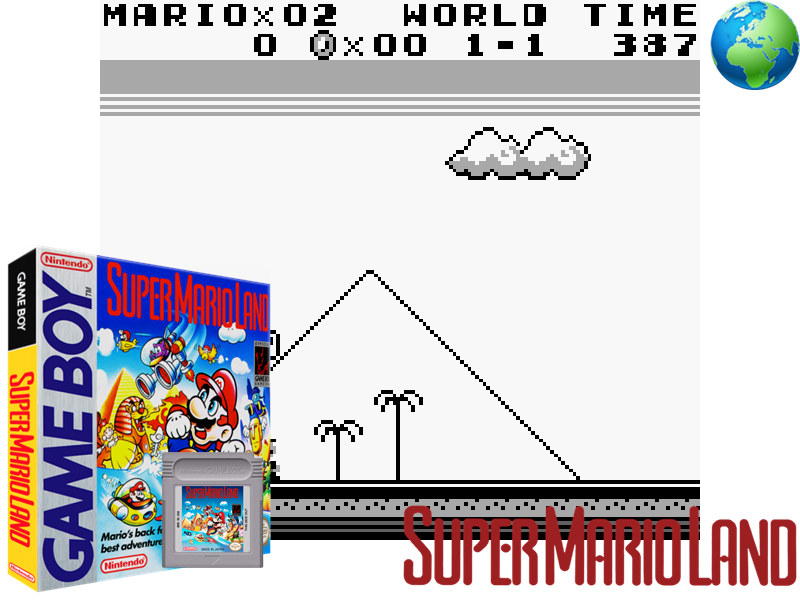 MARIO×02 WORLD TIME
0 ×00 1-1 387
Nintendo
GAME BOY
SUPER MARIO LAND
GAME BOY
TM
SUPER MARIO LAND
Mario's back
best adventure
Nintendo
SUPER MARIO LAND
SUPER MARIO LAND